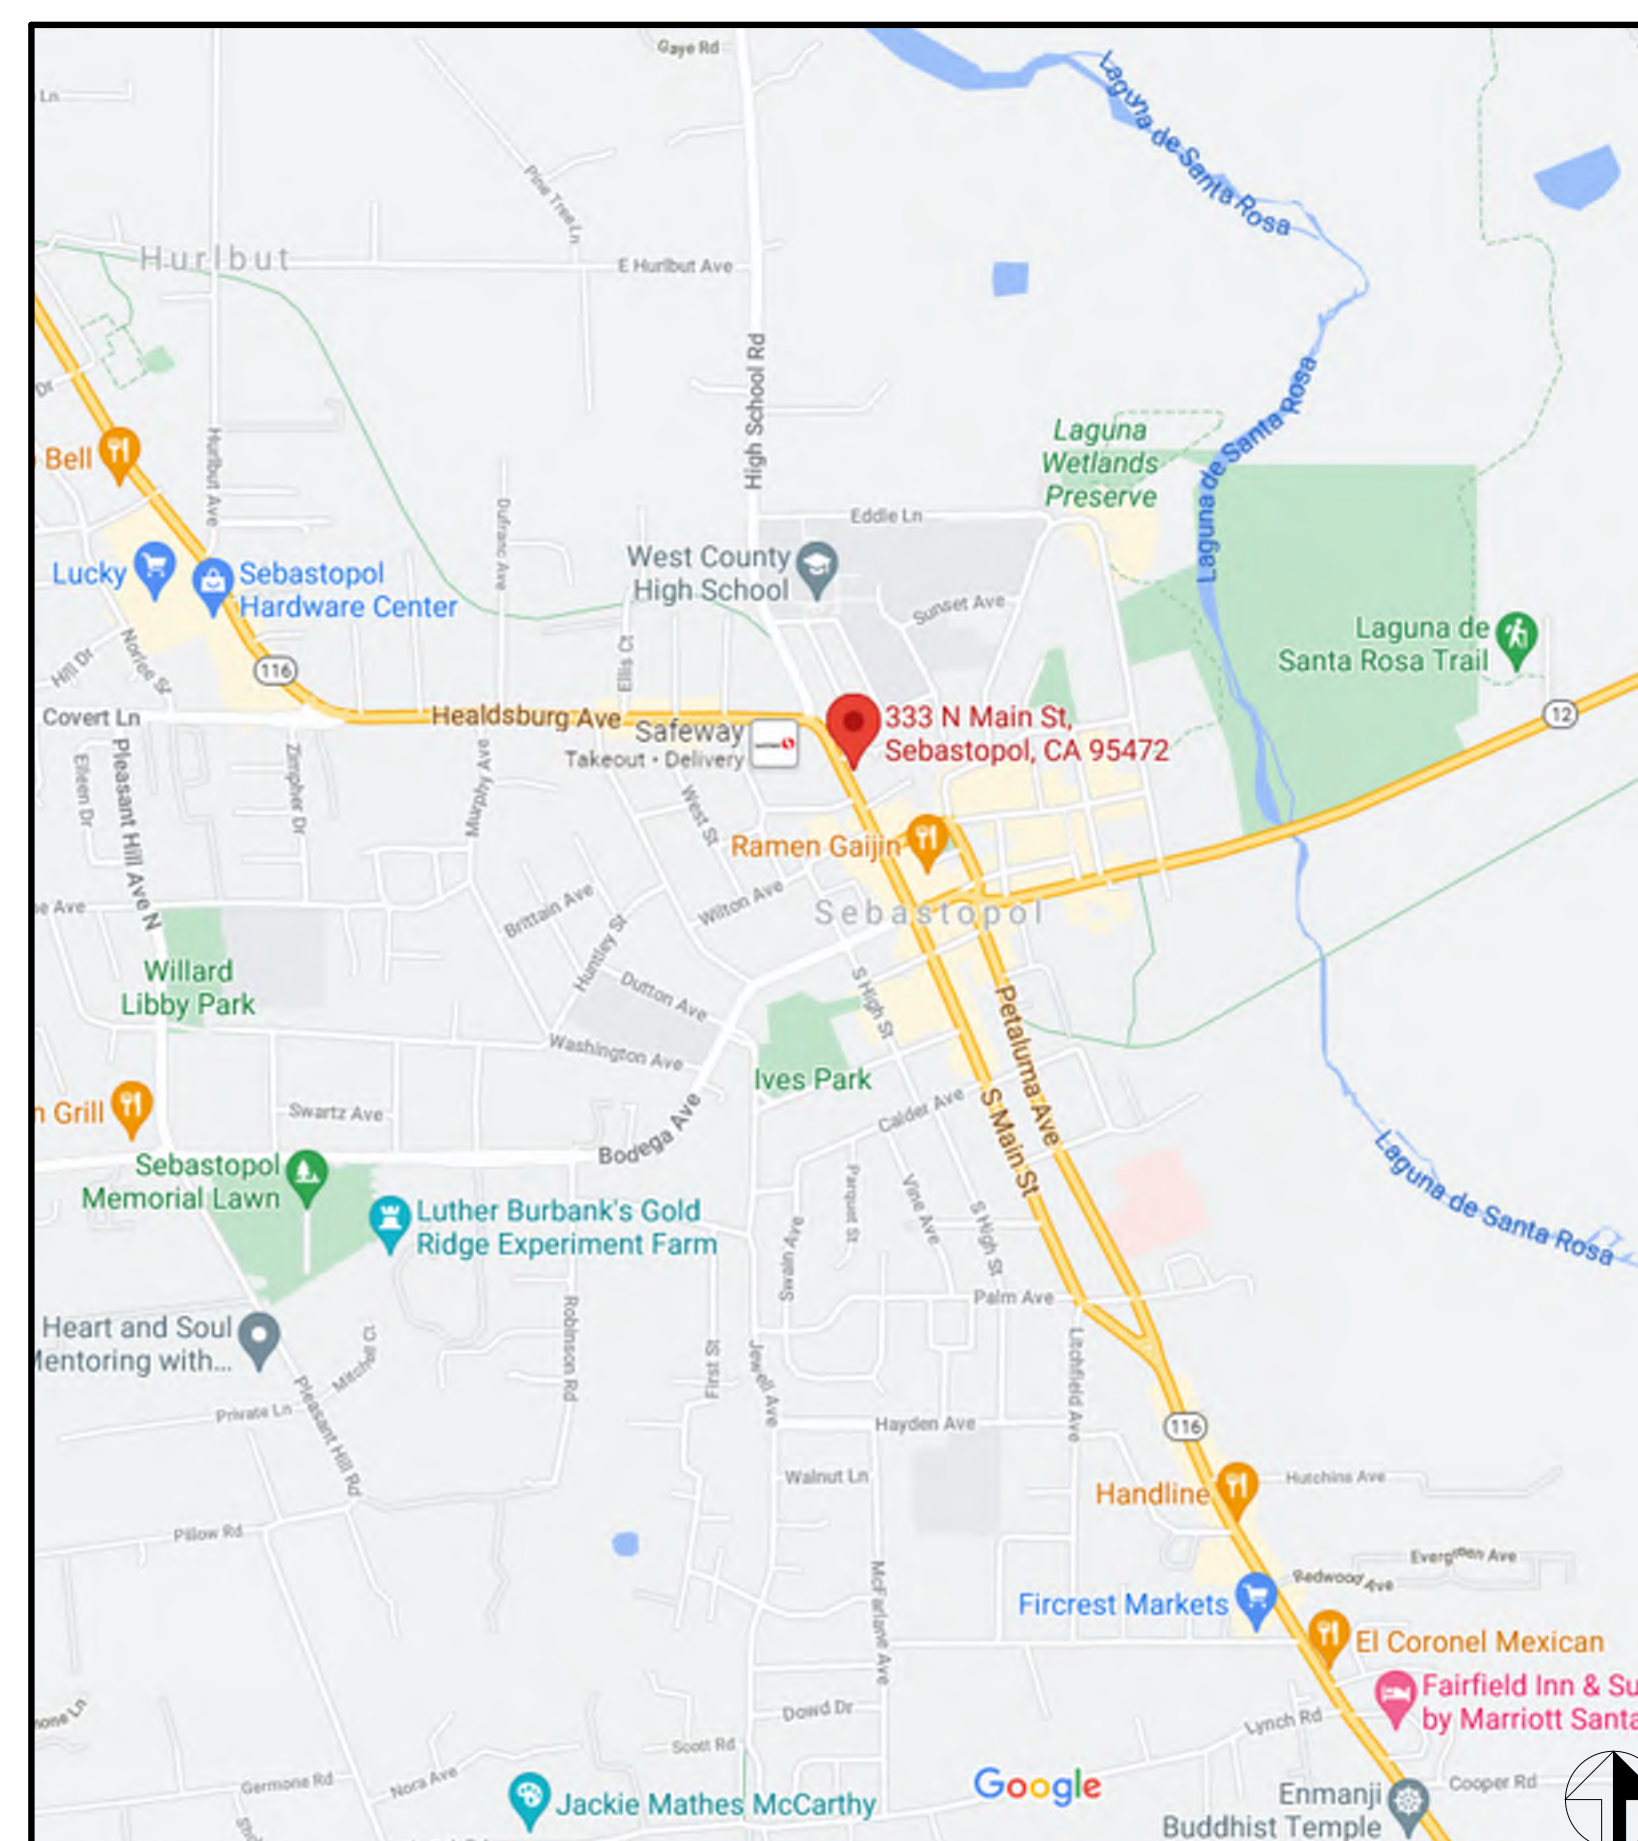 Gaye Rd
Ln
Laguna de Santa Rosa
Pine Tree Ln
Hurlbut
E Hurlbut Ave
High School Rd
Laguna de Santa Rosa
Dr
Laguna
Wetlands
Preserve
Bell
Hurlbut Ave
Dufranc Ave
Eddie Ln
Laguna de Santa Rosa
West County
High School
Lucky
Sebastopol
Hardware Center
Sunset Ave
Laguna de
Santa Rosa Trail
Norlee St
Hill Dr
Ellis Ct
116
Covert Ln
Healdsburg Ave
333 N Main St,
Sebastopol, CA 95472
12
Safeway
Takeout • Delivery
Pleasant Hill Ave N
Eileen Dr
Zimpher Dr
Murphy Ave
West St
Ramen Gaijin
Brittain Ave
Wilton Ave
Sebastopol
Huntley St
Willard
Libby Park
Dutton Ave
S High St
Petaluma Ave
Washington Ave
Ives Park
Grill
Swartz Ave
Calder Ave
S Main St
Bodega Ave
Laguna de Santa Rosa
Sebastopol
Memorial Lawn
Luther Burbank's Gold
Ridge Experiment Farm
Parquet St
Vine Ave
S High St
Swain Ave
Palm Ave
Heart and Soul
Mentoring with...
Mitchell Ct
Robinson Rd
First St
Jewell Ave
Litchfield Ave
Private Ln
Pleasant Hill Rd
Hayden Ave
116
Walnut Ln
Handline
Hutchins Ave
Pillow Rd
Evergreen Ave
Redwood Ave
McFarlane Ave
Fircrest Markets
El Coronel Mexican
Fairfield Inn & Su
by Marriott Santa
Dowd Dr
Lynch Rd
Scott Rd
Germone Rd
Nora Ave
Google
Cooper Rd
Jackie Mathes McCarthy
Enmanji
Buddhist Temple